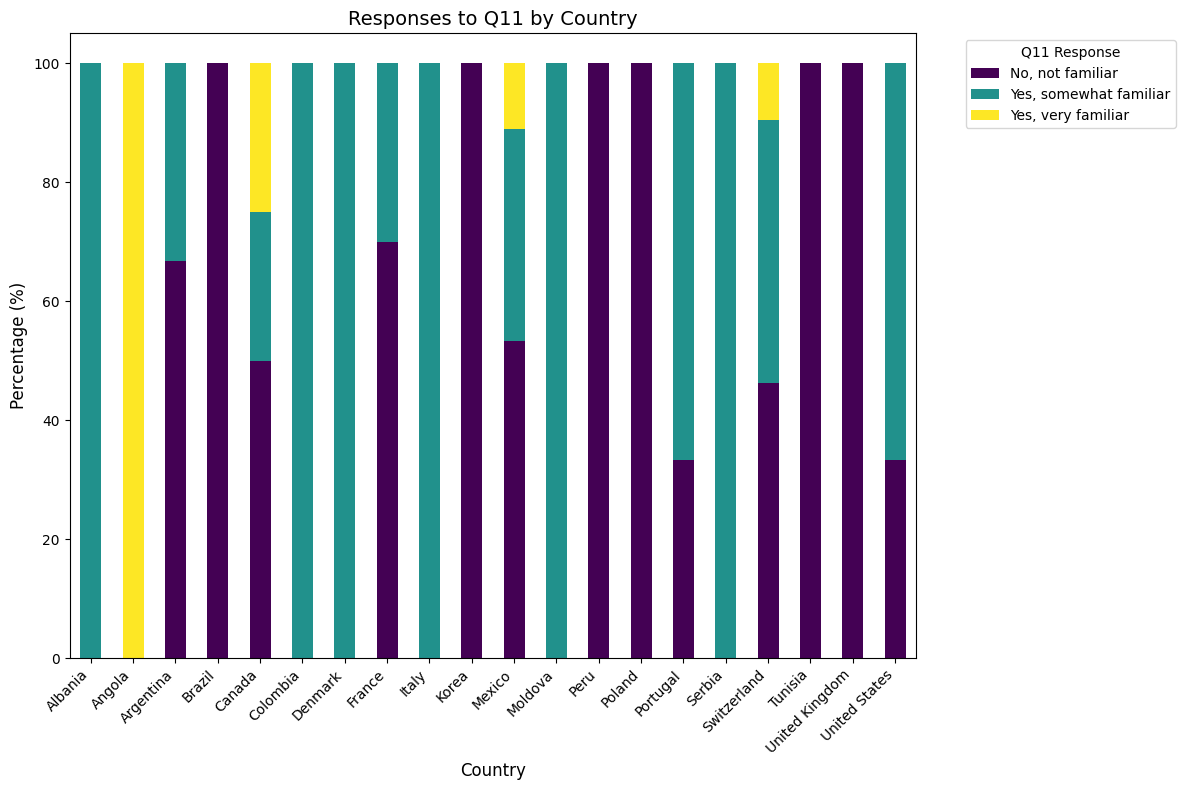 Responses to Q11 by Country
Q11 Response
No, not familiar
Yes, somewhat familiar
Yes, very familiar
Percentage (%)
100
80
60
40
20
0
Albania
Angola
Argentina
Brazil
Canada
Colombia
Denmark
France
Italy
Korea
Mexico
Moldova
Peru
Poland
Portugal
Serbia
Switzerland
Tunisia
United Kingdom
United States
Country